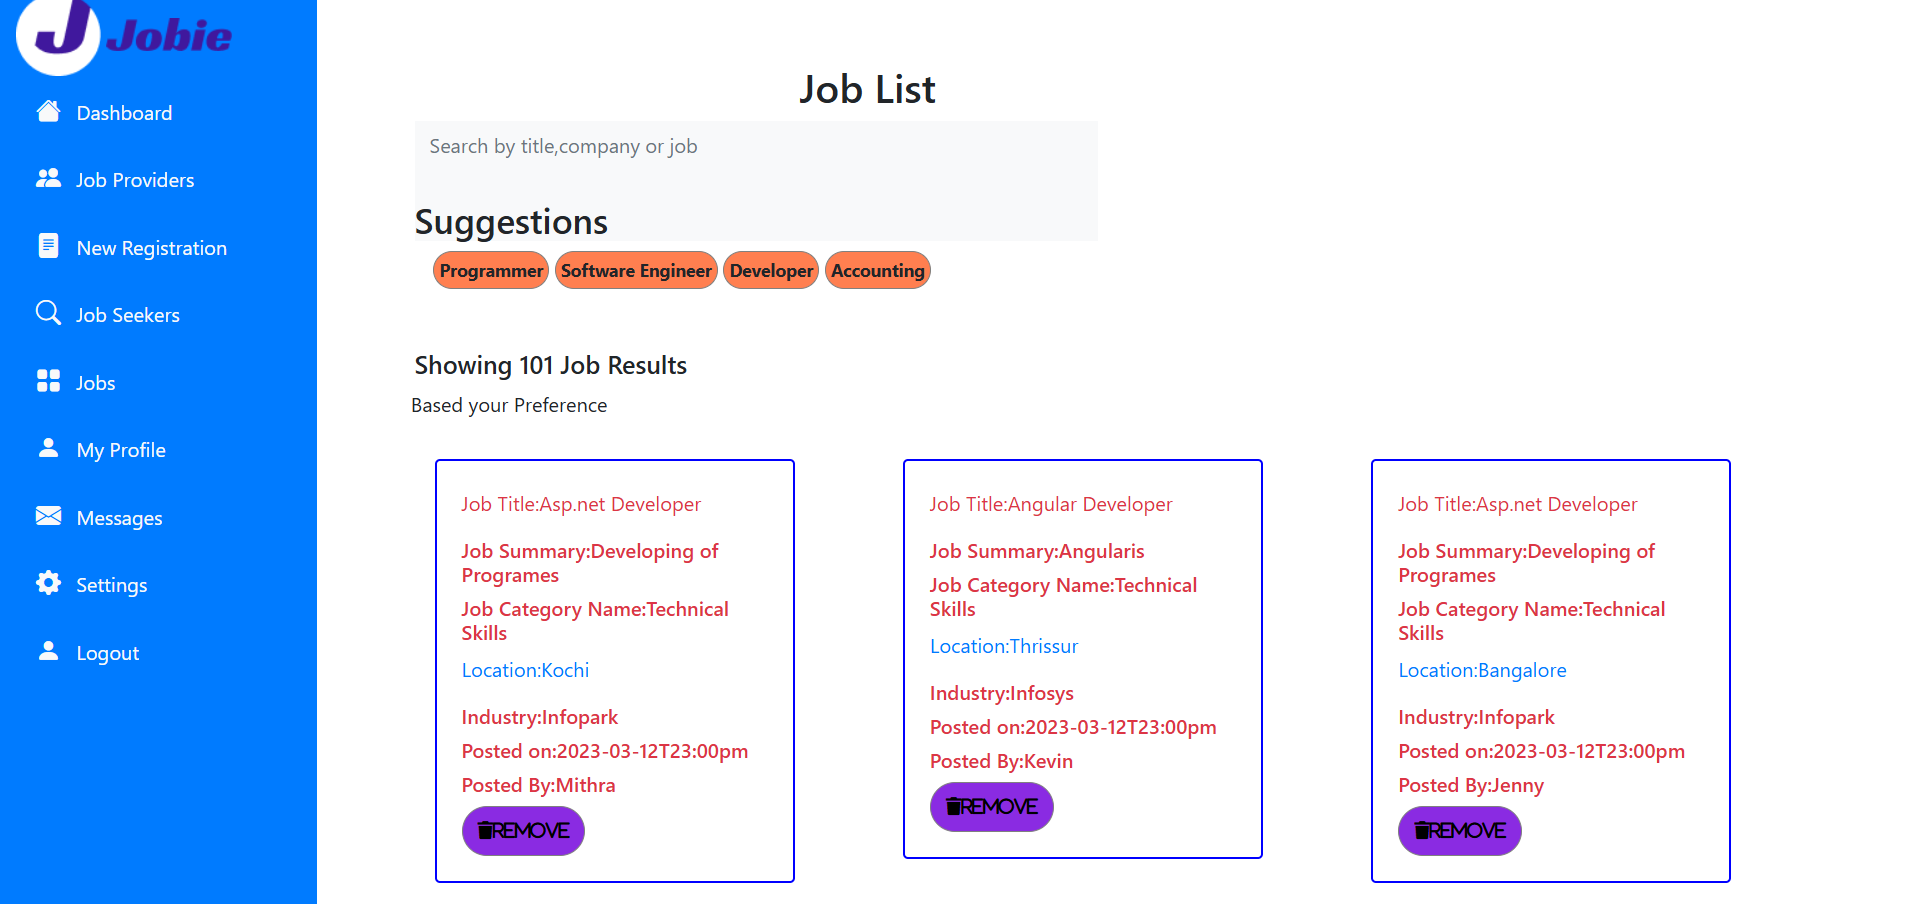 J Jobie
Dashboard
Job Providers
New Registration
Job Seekers
Jobs
My Profile
Messages
Settings
Logout
Job List
Search by title,company or job
Suggestions
Programmer Software Engineer Developer Accounting
Showing 101 Job Results
Based your Preference
Job Title:Asp.net Developer
Job Summary:Developing of
Programes
Job Category Name:Technical
Skills
Location:Kochi
Industry:Infopark
Posted on:2023-03-12T23:00pm
Posted By:Mithra
REMOVE
Job Title:Angular Developer
Job Summary:Angularis
Job Category Name:Technical
Skills
Location:Thrissur
Industry:Infosys
Posted on:2023-03-12T23:00pm
Posted By:Kevin
REMOVE
Job Title:Asp.net Developer
Job Summary:Developing of
Programes
Job Category Name:Technical
Skills
Location:Bangalore
Industry:Infopark
Posted on:2023-03-12T23:00pm
Posted By:Jenny
REMOVE